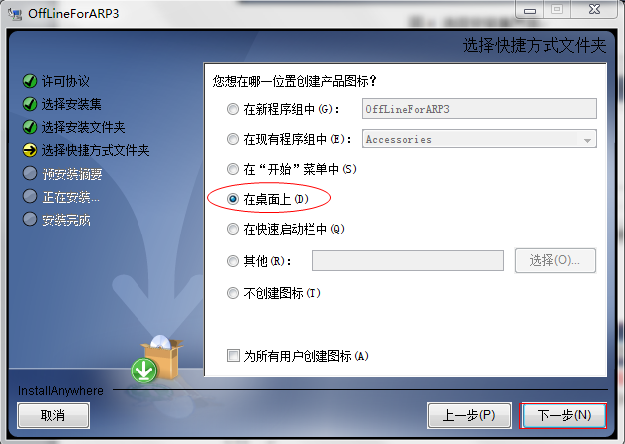 OffLineForARP3
选择快捷方式文件夹
许可协议
选择安装集
选择安装文件夹
选择快捷方式文件夹
预安装摘要
正在安装...
安装完成
您想在哪一位置创建产品图标？
在新程序组中(G)： OffLineForARP3
在现有程序组中(E)： Accessories
在“开始”菜单中(S)
在桌面上(D)
在快速启动栏中(Q)
其他(R)： 选择(O)...
不创建图标(I)
为所有用户创建图标(A)
InstallAnywhere
取消 上一步(P) 下一步(N)